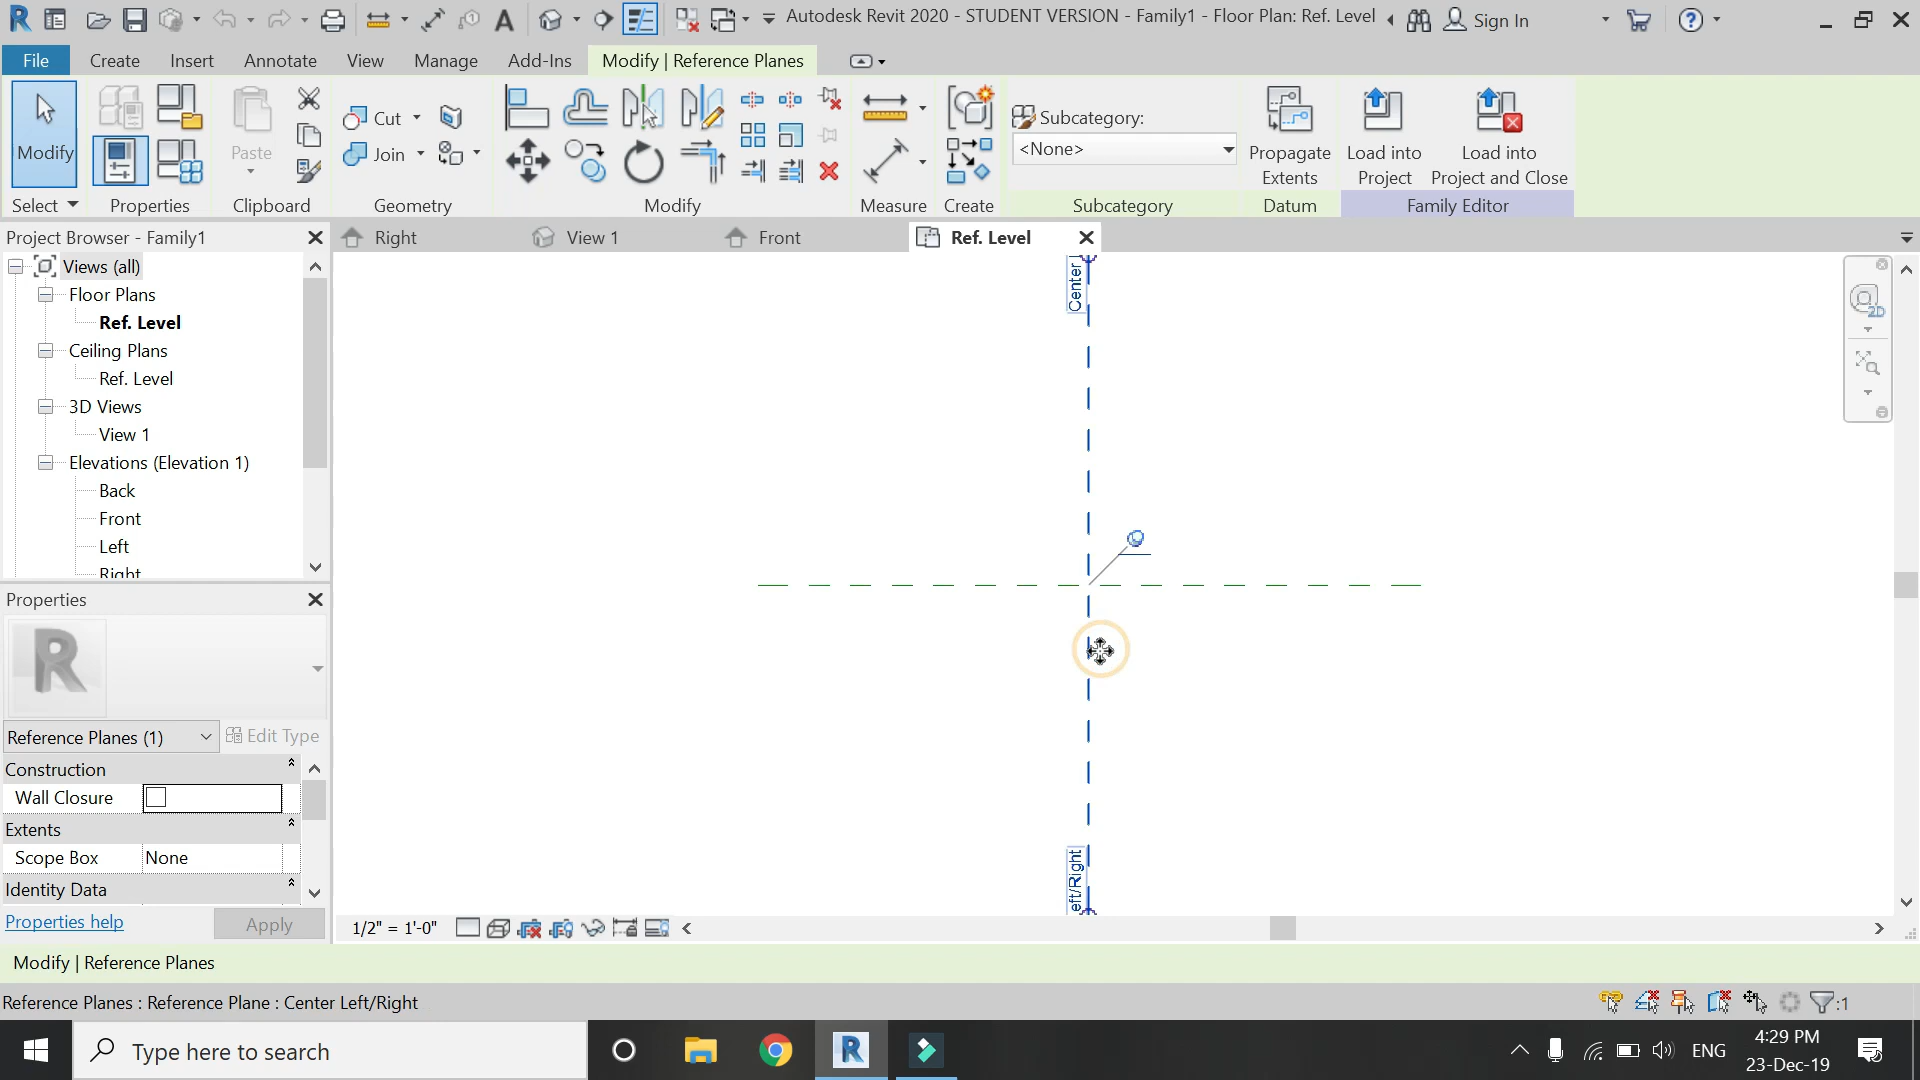 Autodesk Revit 2020 - STUDENT VERSION - Family1 - Floor Plan: Ref. Level
Sign In
File
Create
Insert
Annotate
View
Manage
Add-Ins
Modify | Reference Planes
Modify
Paste
Cut
Join
Subcategory:
<None>
Propagate
Extents
Load into
Project
Load into
Project and Close
Select
Properties
Clipboard
Geometry
Modify
Measure
Create
Subcategory
Datum
Family Editor
Project Browser - Family1
Right
View 1
Front
Ref. Level
Views (all)
Floor Plans
Ref. Level
Ceiling Plans
Ref. Level
3D Views
View 1
Elevations (Elevation 1)
Back
Front
Left
Right
Center
eft/Right
2D
Properties
Reference Planes (1)
Edit Type
Construction
Wall Closure
Extents
Scope Box
None
Identity Data
Properties help
Apply
1/2" = 1'-0"
Modify | Reference Planes
Reference Planes : Reference Plane : Center Left/Right
:1
Type here to search
ENG
4:29 PM
23-Dec-19